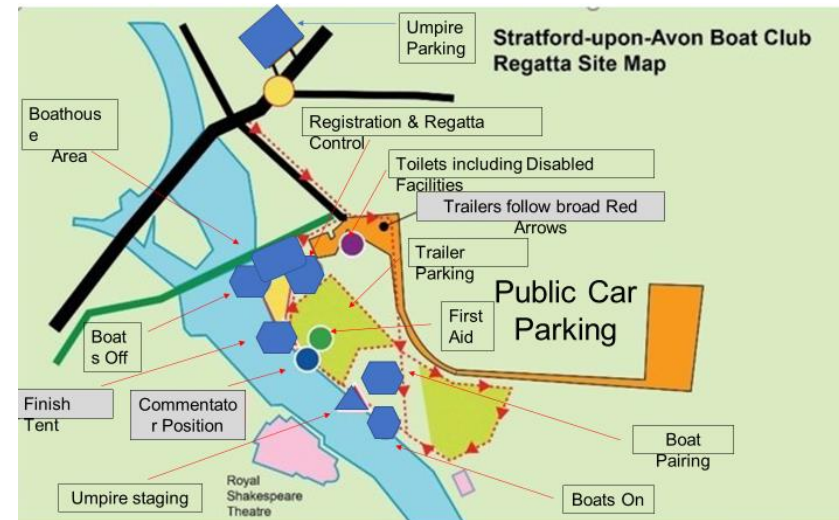 Umpire
Parking
Stratford-upon-Avon Boat Club
Regatta Site Map
Boathous
e
Area
Registration & Regatta
Control
Toilets including Disabled
Facilities
Trailers follow broad Red
Arrows
Trailer
Parking
Public Car
Parking
First
Aid
Boat
s Off
Finish
Tent
Commentato
r Position
Boat
Pairing
Umpire staging
Royal
Shakespeare
Theatre
Boats On